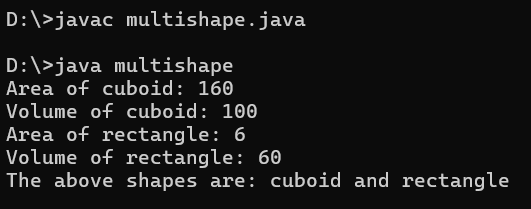 D:\>javac multishape.java
D:\>java multishape
Area of cuboid: 160
Volume of cuboid: 100
Area of rectangle: 6
Volume of rectangle: 60
The above shapes are: cuboid and rectangle